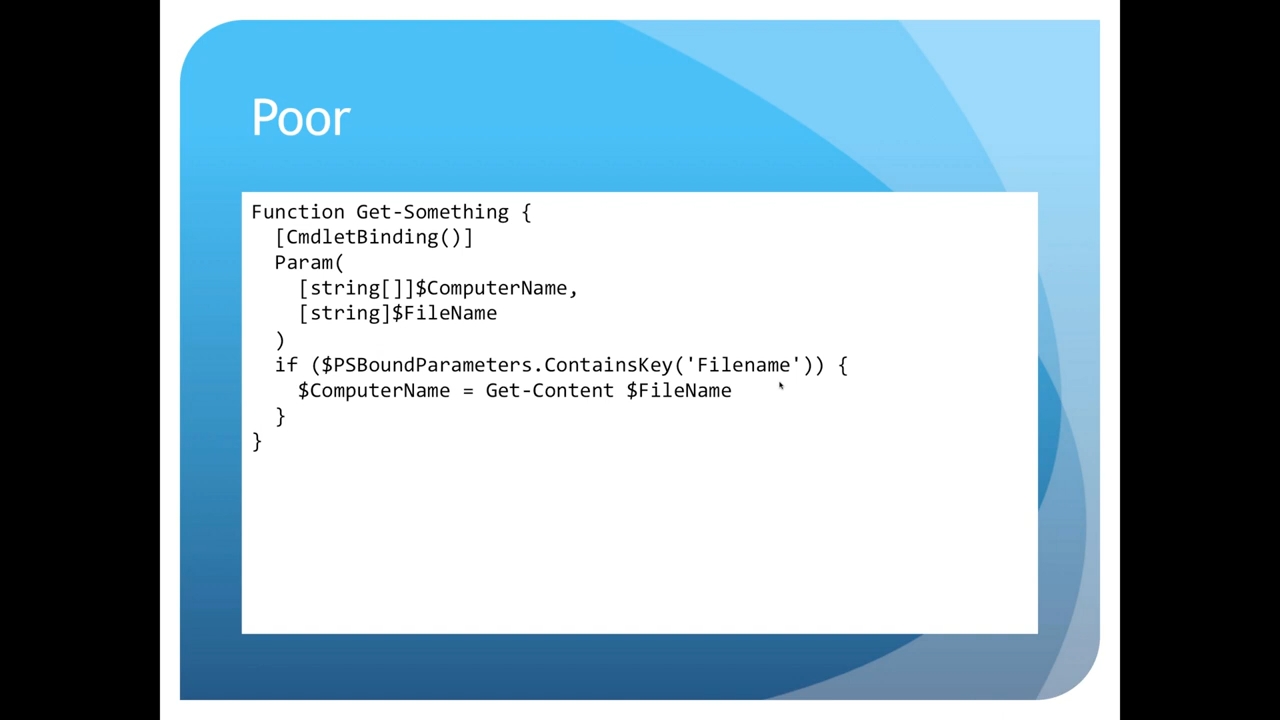 Poor
Function Get-Something {
  [CmdletBinding()]
  Param(
    [string[]]$ComputerName,
    [string]$FileName
  )
  if ($PSBoundParameters.ContainsKey('Filename')) {
    $ComputerName = Get-Content $FileName
  }
}